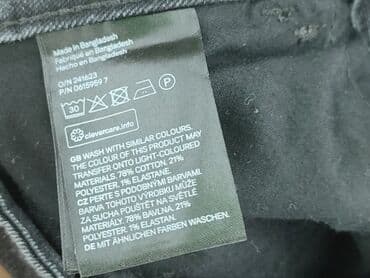 Made in Bangladesh
Fabriqué en Bangladesh
Hecho en Bangladesh
O/N 241623
P/N 0615959 7
30 P
clevercare.info
GB WASH WITH SIMILAR COLOURS.
THE COLOUR OF THIS PRODUCT MAY
TRANSFER ONTO LIGHT-COLOURED
MATERIALS. 78% COTTON, 21%
POLYESTER, 1% ELASTANE.
CZ PERTE S PODOBNÝMI BARVAMI.
BARVA TOHOTO VÝROBKU SE MŮŽE
ZA SUCHA POUŠTĚT NA SVĚTLÉ
MATERIÁLY. 78% BAVLNA, 21%
POLYESTER, 1% ELASTAN.
DE MIT ÄHNLICHEN FARBEN WASCHEN.